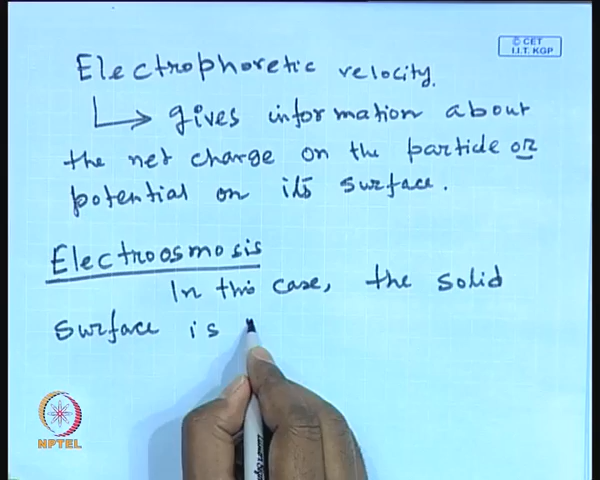 © CET
I.I.T. KGP
Electrophoretic velocity.
gives information about
the net charge on the particle or
potential on its surface.
Electroosmosis
In this case, the solid
surface is
NPTEL